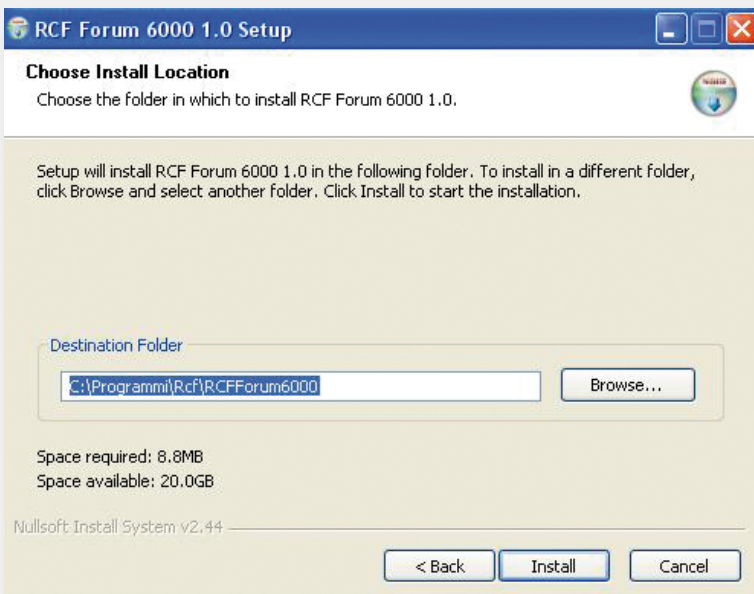 RCF Forum 6000 1.0 Setup
Choose Install Location
Choose the folder in which to install RCF Forum 6000 1.0.
Setup will install RCF Forum 6000 1.0 in the following folder. To install in a different folder,
click Browse and select another folder. Click Install to start the installation.
Destination Folder
C:\Programmi\Rcf\RCFForum6000
Browse...
Space required: 8.8MB
Space available: 20.0GB
Nullsoft Install System v2.44
< Back
Install
Cancel